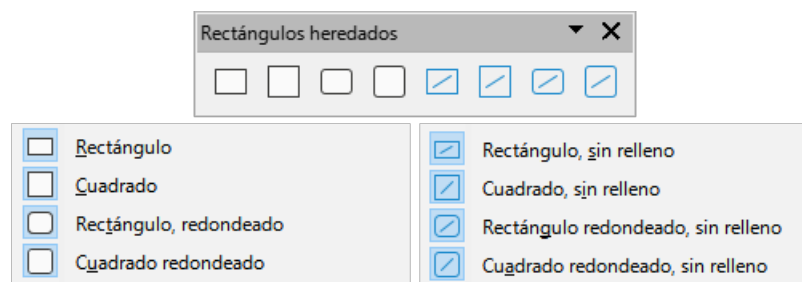 Rectángulos heredados
Rectángulo
Cuadrado
Rectángulo, redondeado
Cuadrado redondeado
Rectángulo, sin relleno
Cuadrado, sin relleno
Rectángulo redondeado, sin relleno
Cuadrado redondeado, sin relleno